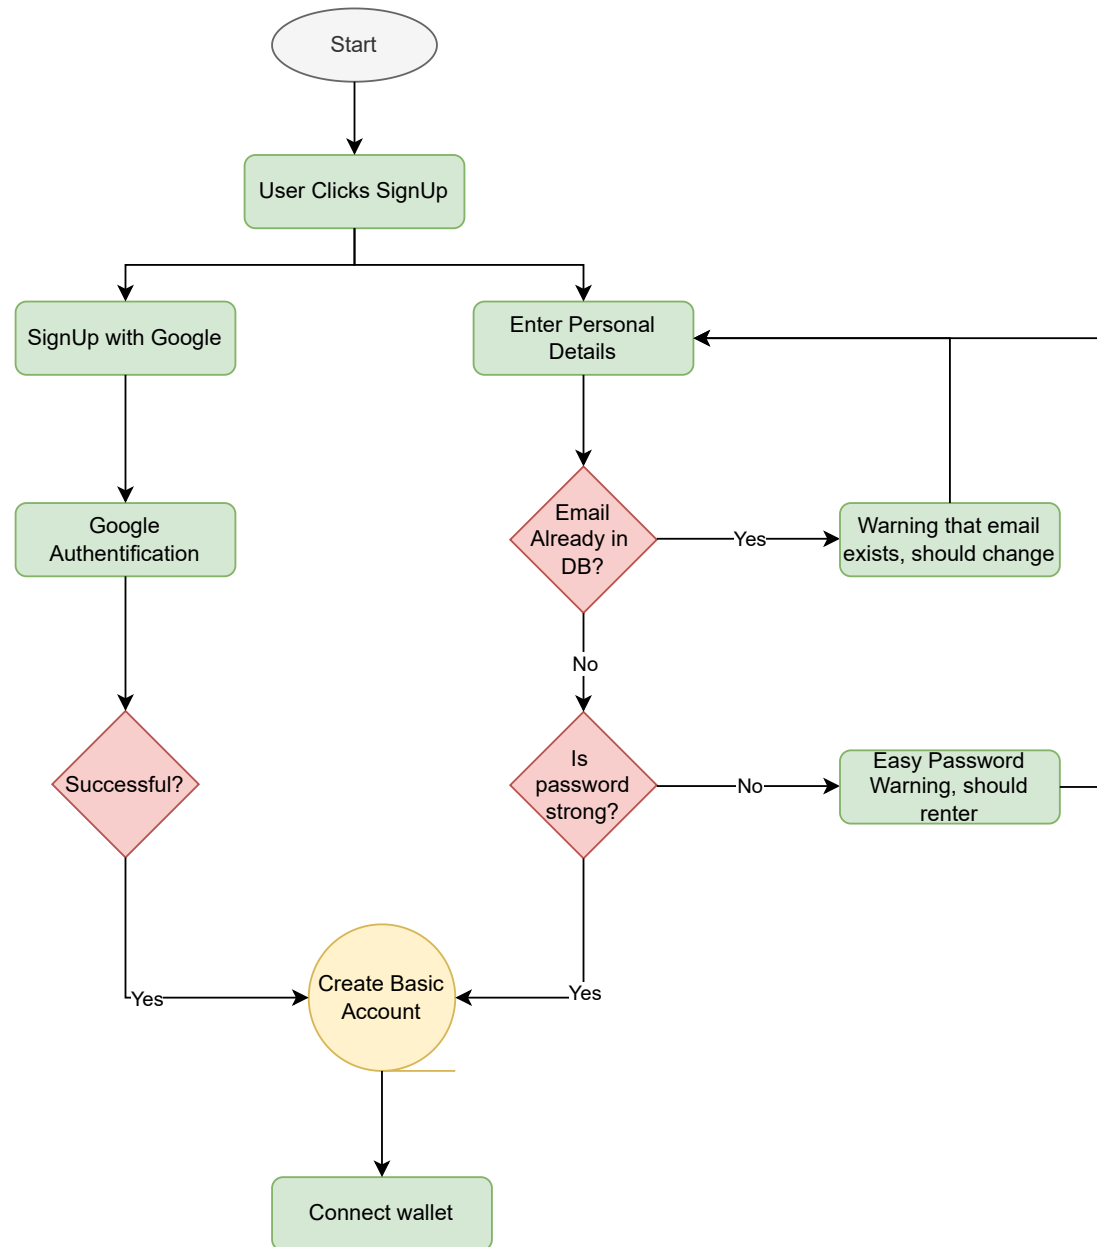 Start
User Clicks SignUp
SignUp with Google
Enter Personal
Details
Google
Authentification
Email
Already in
DB?
Yes
Warning that email
exists, should change
No
Successful?
Is
password
strong?
No
Easy Password
Warning, should
renter
Yes
Create Basic
Account
Yes
Connect wallet